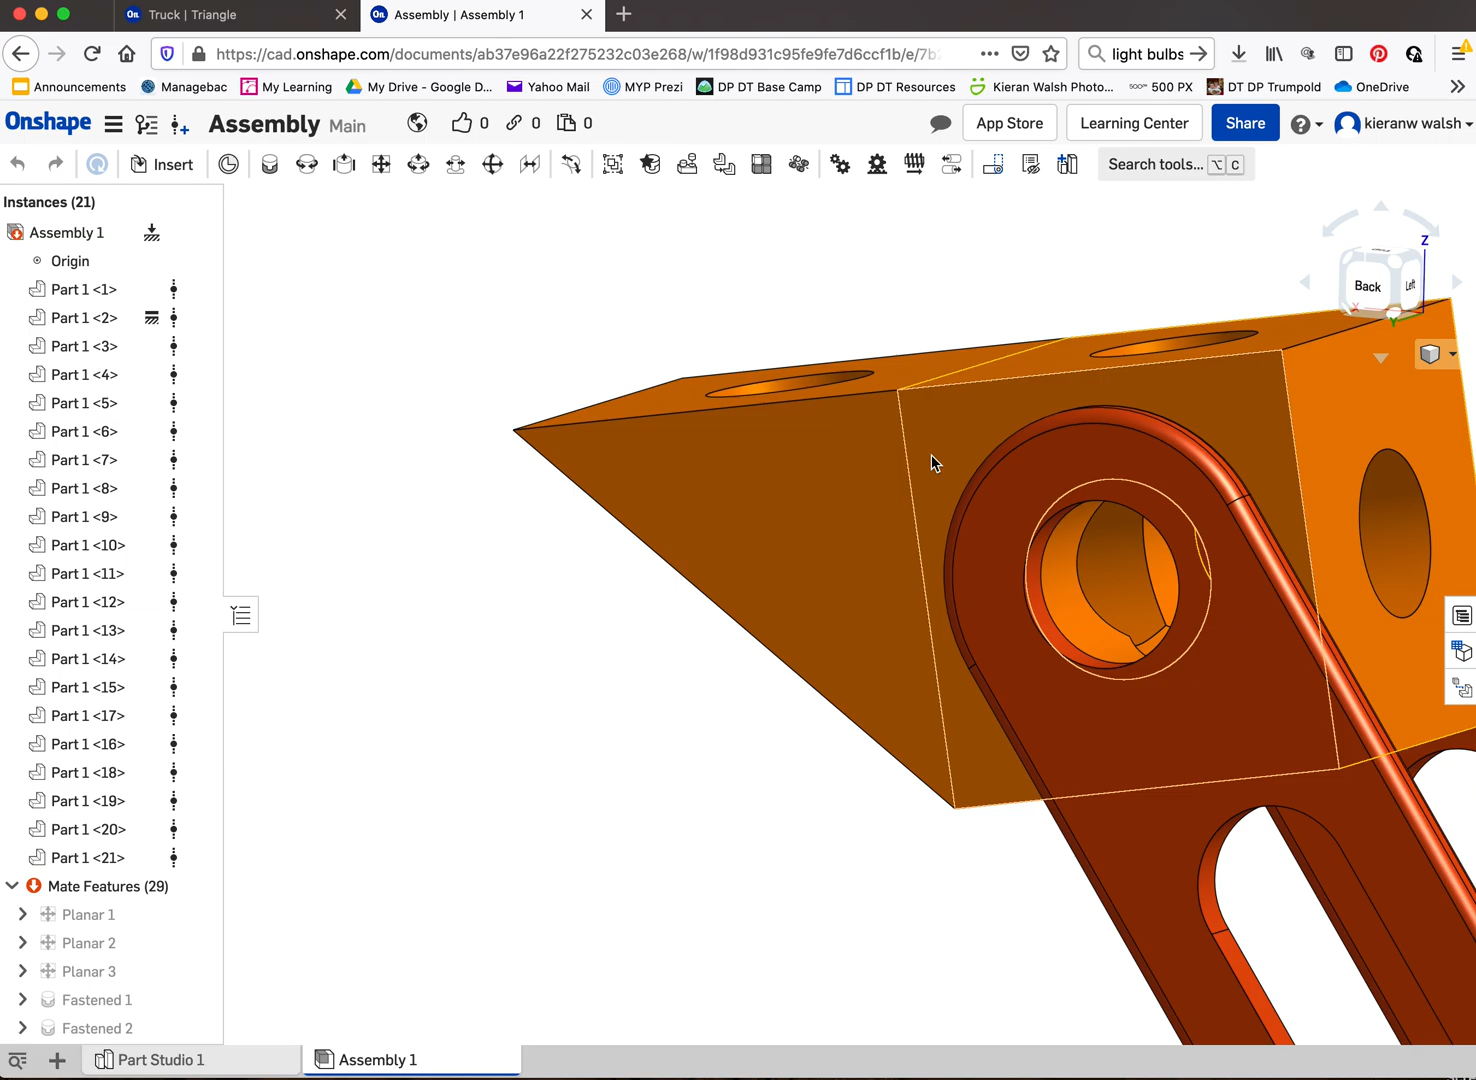 Truck | Triangle
Assembly | Assembly 1
https://cad.onshape.com/documents/ab37e96a22f275232c03e268/w/1f98d931c95fe9fe7d6ccf1b/e/7b
light bulbs
Announcements
Managebac
My Learning
My Drive - Google D...
Yahoo Mail
MYP Prezi
DP DT Base Camp
DP DT Resources
Kieran Walsh Photo...
500 PX
DT DP Trumpold
OneDrive
Onshape
Assembly Main
0
0
0
App Store
Learning Center
Share
kieranw walsh
Insert
Search tools... ⌥ C
Instances (21)
Assembly 1
Origin
Part 1 <1>
Part 1 <2>
Part 1 <3>
Part 1 <4>
Part 1 <5>
Part 1 <6>
Part 1 <7>
Part 1 <8>
Part 1 <9>
Part 1 <10>
Part 1 <11>
Part 1 <12>
Part 1 <13>
Part 1 <14>
Part 1 <15>
Part 1 <17>
Part 1 <16>
Part 1 <18>
Part 1 <19>
Part 1 <20>
Part 1 <21>
Mate Features (29)
Planar 1
Planar 2
Planar 3
Fastened 1
Fastened 2
Z
Back
Left
X
Y
Part Studio 1
Assembly 1